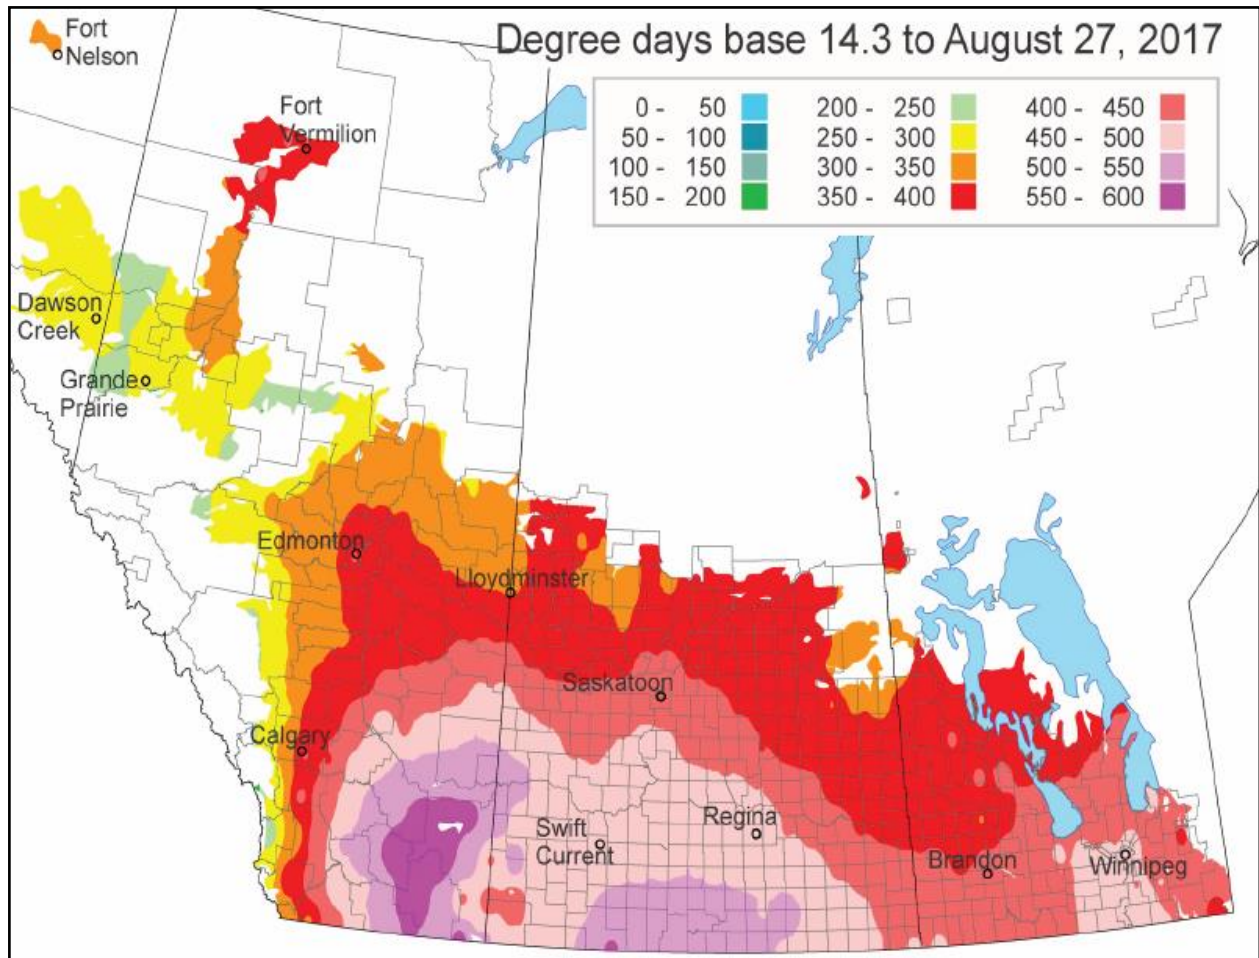 Degree days base 14.3 to August 27, 2017
0 - 50
50 - 100
100 - 150
150 - 200
200 - 250
250 - 300
300 - 350
350 - 400
400 - 450
450 - 500
500 - 550
550 - 600
Fort
Nelson
Fort
Vermilion
Dawson
Creek
Grande
Prairie
Edmonton
Lloydminster
Saskatoon
Calgary
Swift
Current
Regina
Brandon
Winnipeg